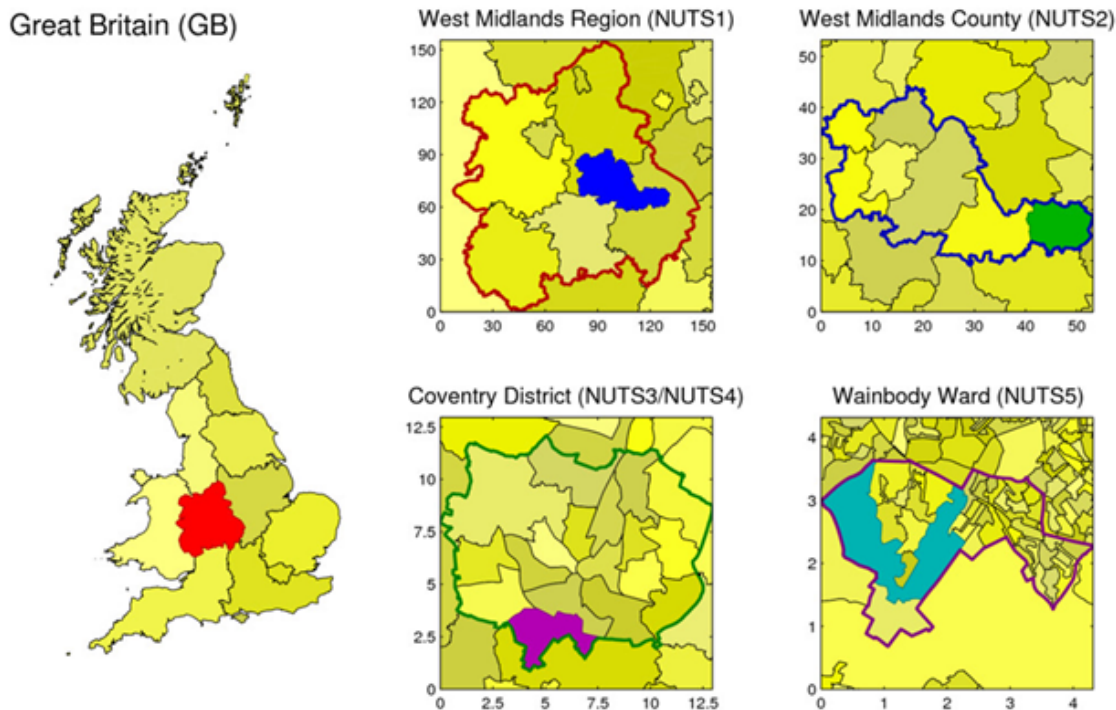 Great Britain (GB)
West Midlands Region (NUTS1)
150
120
90
60
30
0
0 30 60 90 120 150
West Midlands County (NUTS2)
50
40
30
20
10
0
0 10 20 30 40 50
Coventry District (NUTS3/NUTS4)
12.5
10
7.5
5
2.5
0
0 2.5 5 7.5 10 12.5
Wainbody Ward (NUTS5)
4
3
2
1
0
0 1 2 3 4